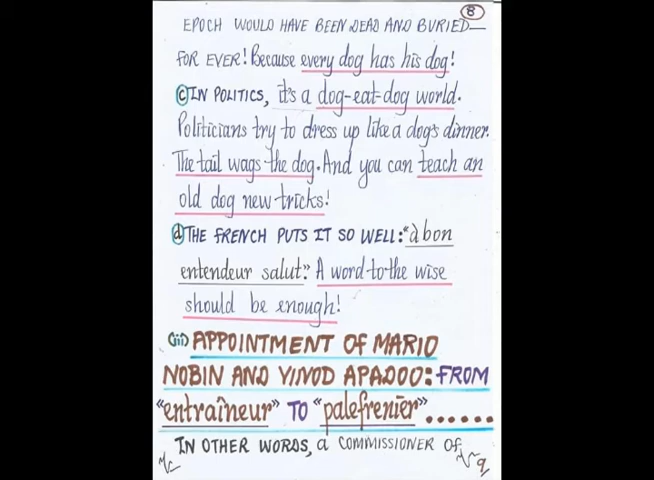 8
EPOCH WOULD HAVE BEEN DEAD AND BURIED—
FOR EVER! Because every dog has his dog!
(c) IN POLITICS, it's a dog-eat-dog world.
Politicians try to dress up like a dog's dinner.
The tail wags the dog. And you can teach an
old dog new tricks!
(d) THE FRENCH PUTS IT SO WELL: "à bon
entendeur salut". A word to the wise
should be enough!
(iii) APPOINTMENT OF MARIO
NOBIN AND VINOD APADOO: FROM
"entraîneur" TO "palefrenier"......
IN OTHER WORDS, a COMMISSIONER OF
9